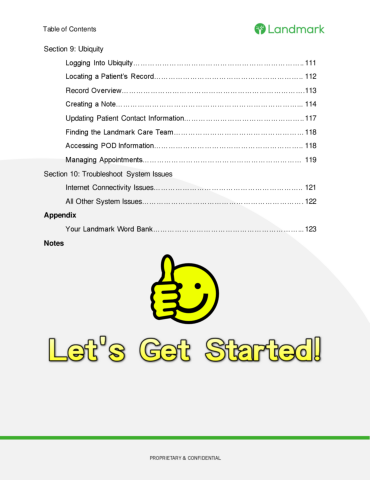 Table of Contents
Landmark
Section 9: Ubiquity
Logging Into Ubiquity……………………………………………………….. 111
Locating a Patient's Record……………………………………………….. 112
Record Overview……………………………………………………………113
Creating a Note…………………………………………………………….. 114
Updating Patient Contact Information…………………………………….. 117
Finding the Landmark Care Team………………………………………… 118
Accessing POD Information……………………………………………….. 118
Managing Appointments…………………………………………………… 119
Section 10: Troubleshoot System Issues
Internet Connectivity Issues……………………………………………….. 121
All Other System Issues…………………………………………………… 122
Appendix
Your Landmark Word Bank……………………………………………….. 123
Notes
Let's Get Started!
PROPRIETARY & CONFIDENTIAL